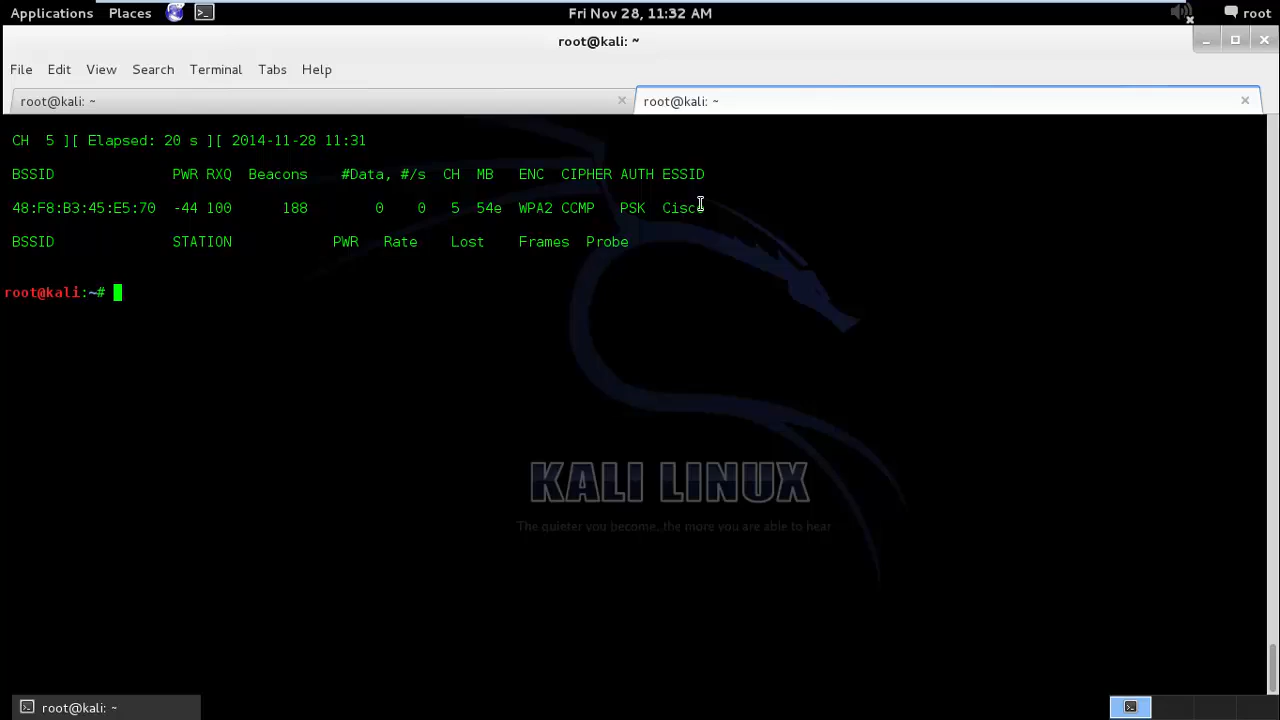 Applications Places Fri Nov 28, 11:32 AM root
root@kali: ~
File Edit View Search Terminal Tabs Help
root@kali: ~ root@kali: ~
CH 5 ][ Elapsed: 20 s ][ 2014-11-28 11:31
BSSID PWR RXQ Beacons #Data, #/s CH MB ENC CIPHER AUTH ESSID
48:F8:B3:45:E5:70 -44 100 188 0 0 5 54e WPA2 CCMP PSK Cisco
BSSID STATION PWR Rate Lost Frames Probe
root@kali:~#
KALI LINUX
The quieter you become, the more you are able to hear
root@kali: ~